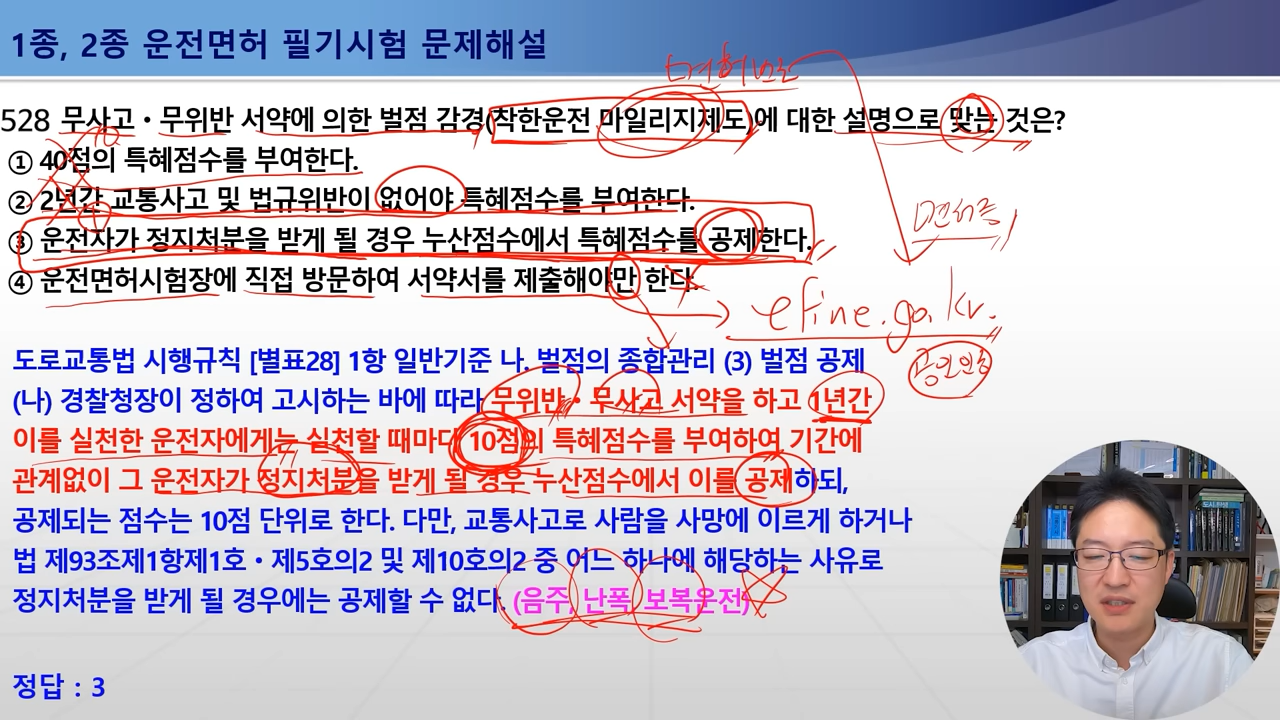 1종, 2종 운전면허 필기시험 문제해설
528 무사고・무위반 서약에 의한 벌점 감경(착한운전 마일리지제도)에 대한 설명으로 맞는 것은?
10
① 40점의 특혜점수를 부여한다.
② 2년간 교통사고 및 법규위반이 없어야 특혜점수를 부여한다.
1
③ 운전자가 정지처분을 받게 될 경우 누산점수에서 특혜점수를 공제한다.
④ 운전면허시험장에 직접 방문하여 서약서를 제출해야만 한다.
efine.go.kr.
도로교통법 시행규칙 [별표28] 1항 일반기준 나. 벌점의 종합관리 (3) 벌점 공제
(나) 경찰청장이 정하여 고시하는 바에 따라 무위반・무사고 서약을 하고 1년간
이를 실천한 운전자에게는 실천할 때마다 10점의 특혜점수를 부여하여 기간에
관계없이 그 운전자가 정지처분을 받게 될 경우 누산점수에서 이를 공제하되,
공제되는 점수는 10점 단위로 한다. 다만, 교통사고로 사람을 사망에 이르게 하거나
법 제93조제1항제1호・제5호의2 및 제10호의2 중 어느 하나에 해당하는 사유로
정지처분을 받게 될 경우에는 공제할 수 없다. (음주, 난폭, 보복운전)
정답 : 3